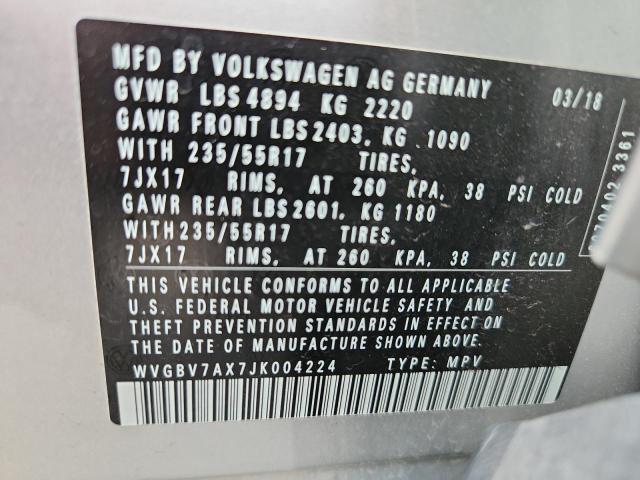 MFD BY VOLKSWAGEN AG GERMANY 03/18
GVWR LBS 4894 KG 2220
GAWR FRONT LBS 2403, KG 1090
WITH 235/55R17 TIRES,
7JX17 RIMS, AT 260 KPA, 38 PSI COLD
GAWR REAR LBS 2601, KG 1180
WITH 235/55R17 TIRES,
7JX17 RIMS, AT 260 KPA, 38 PSI COLD
THIS VEHICLE CONFORMS TO ALL APPLICABLE
U.S. FEDERAL MOTOR VEHICLE SAFETY AND
THEFT PREVENTION STANDARDS IN EFFECT ON
THE DATE OF MANUFACTURE SHOWN ABOVE.
WVGBV7AX7JK004224 TYPE: MPV
3361